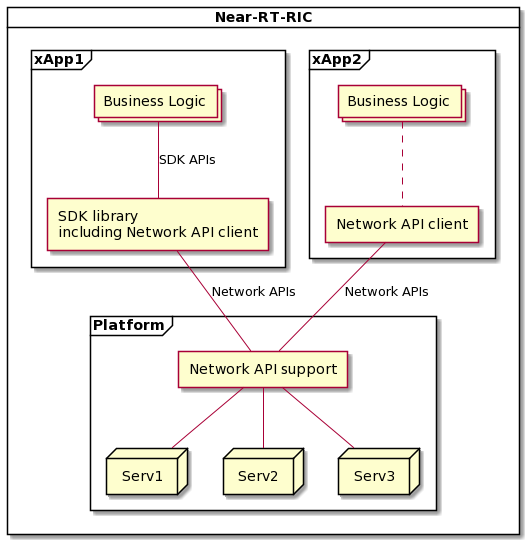 Near-RT-RIC
xApp1
xApp2
Business Logic
Business Logic
SDK APIs
SDK library
including Network API client
Network API client
Network APIs
Network APIs
Platform
Network API support
Serv1
Serv2
Serv3